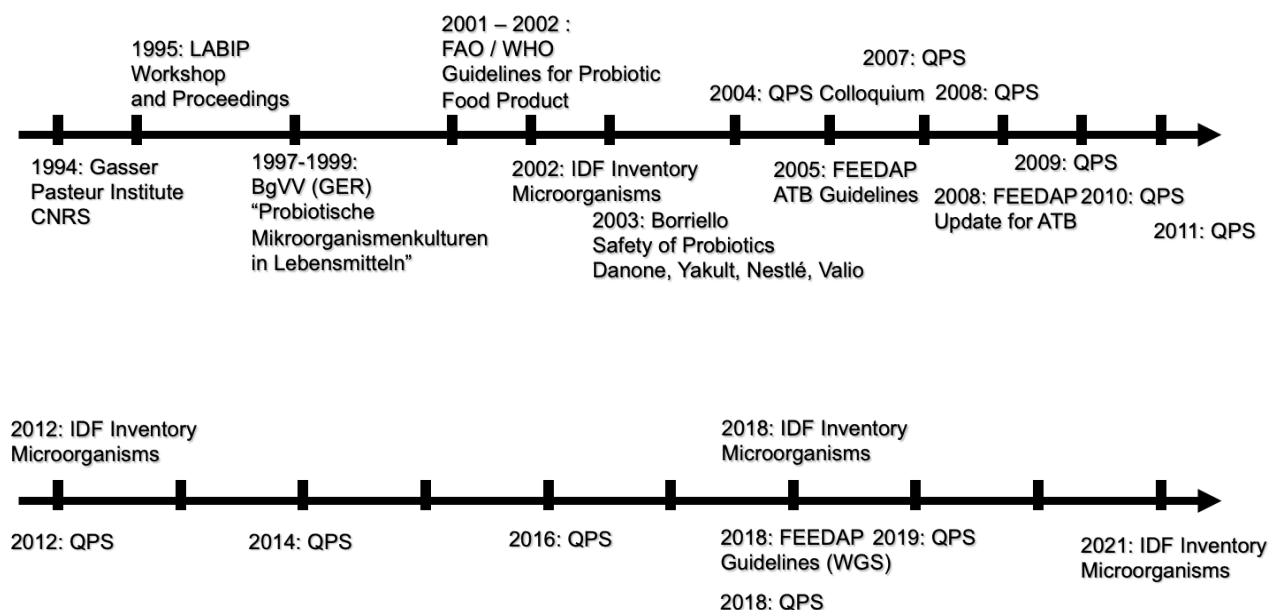 1995: LABIP
Workshop
and Proceedings
2001 – 2002 :
FAO / WHO
Guidelines for Probiotic
Food Product
2007: QPS
2004: QPS Colloquium
2008: QPS
1994: Gasser
Pasteur Institute
CNRS
1997-1999:
BgVV (GER)
“Probiotische
Mikroorganismenkulturen
in Lebensmitteln”
2002: IDF Inventory
Microorganisms
2003: Borriello
Safety of Probiotics
Danone, Yakult, Nestlé, Valio
2005: FEEDAP
ATB Guidelines
2008: FEEDAP
Update for ATB
2009: QPS
2010: QPS
2011: QPS
2012: IDF Inventory
Microorganisms
2018: IDF Inventory
Microorganisms
2012: QPS
2014: QPS
2016: QPS
2018: FEEDAP
Guidelines (WGS)
2018: QPS
2019: QPS
2021: IDF Inventory
Microorganisms